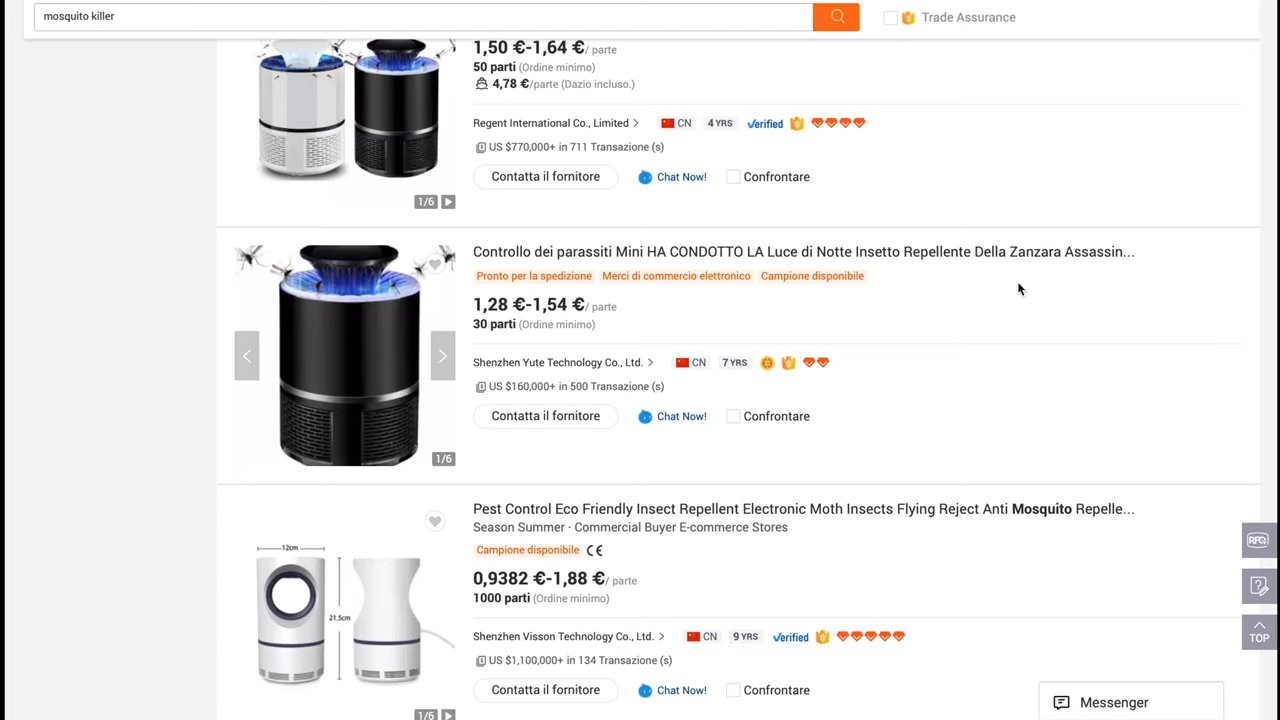 mosquito killer
Trade Assurance
1,50 €-1,64 €/ parte
50 parti (Ordine minimo)
4,78 €/parte (Dazio incluso.)
Regent International Co., Limited > CN 4 YRS Verified
US $770,000+ in 711 Transazione (s)
Contatta il fornitore Chat Now! Confrontare
1/6
Controllo dei parassiti Mini HA CONDOTTO LA Luce di Notte Insetto Repellente Della Zanzara Assassin...
Pronto per la spedizione Merci di commercio elettronico Campione disponibile
1,28 €-1,54 €/ parte
30 parti (Ordine minimo)
Shenzhen Yute Technology Co., Ltd. > CN 7 YRS
US $160,000+ in 500 Transazione (s)
Contatta il fornitore Chat Now! Confrontare
1/6
Pest Control Eco Friendly Insect Repellent Electronic Moth Insects Flying Reject Anti Mosquito Repelle...
Season Summer · Commercial Buyer E-commerce Stores
Campione disponibile CE
12cm
21.5cm
0,9382 €-1,88 €/ parte
1000 parti (Ordine minimo)
Shenzhen Visson Technology Co., Ltd. > CN 9 YRS Verified
US $1,100,000+ in 134 Transazione (s)
Contatta il fornitore Chat Now! Confrontare
1/6
RFQ
TOP
Messenger